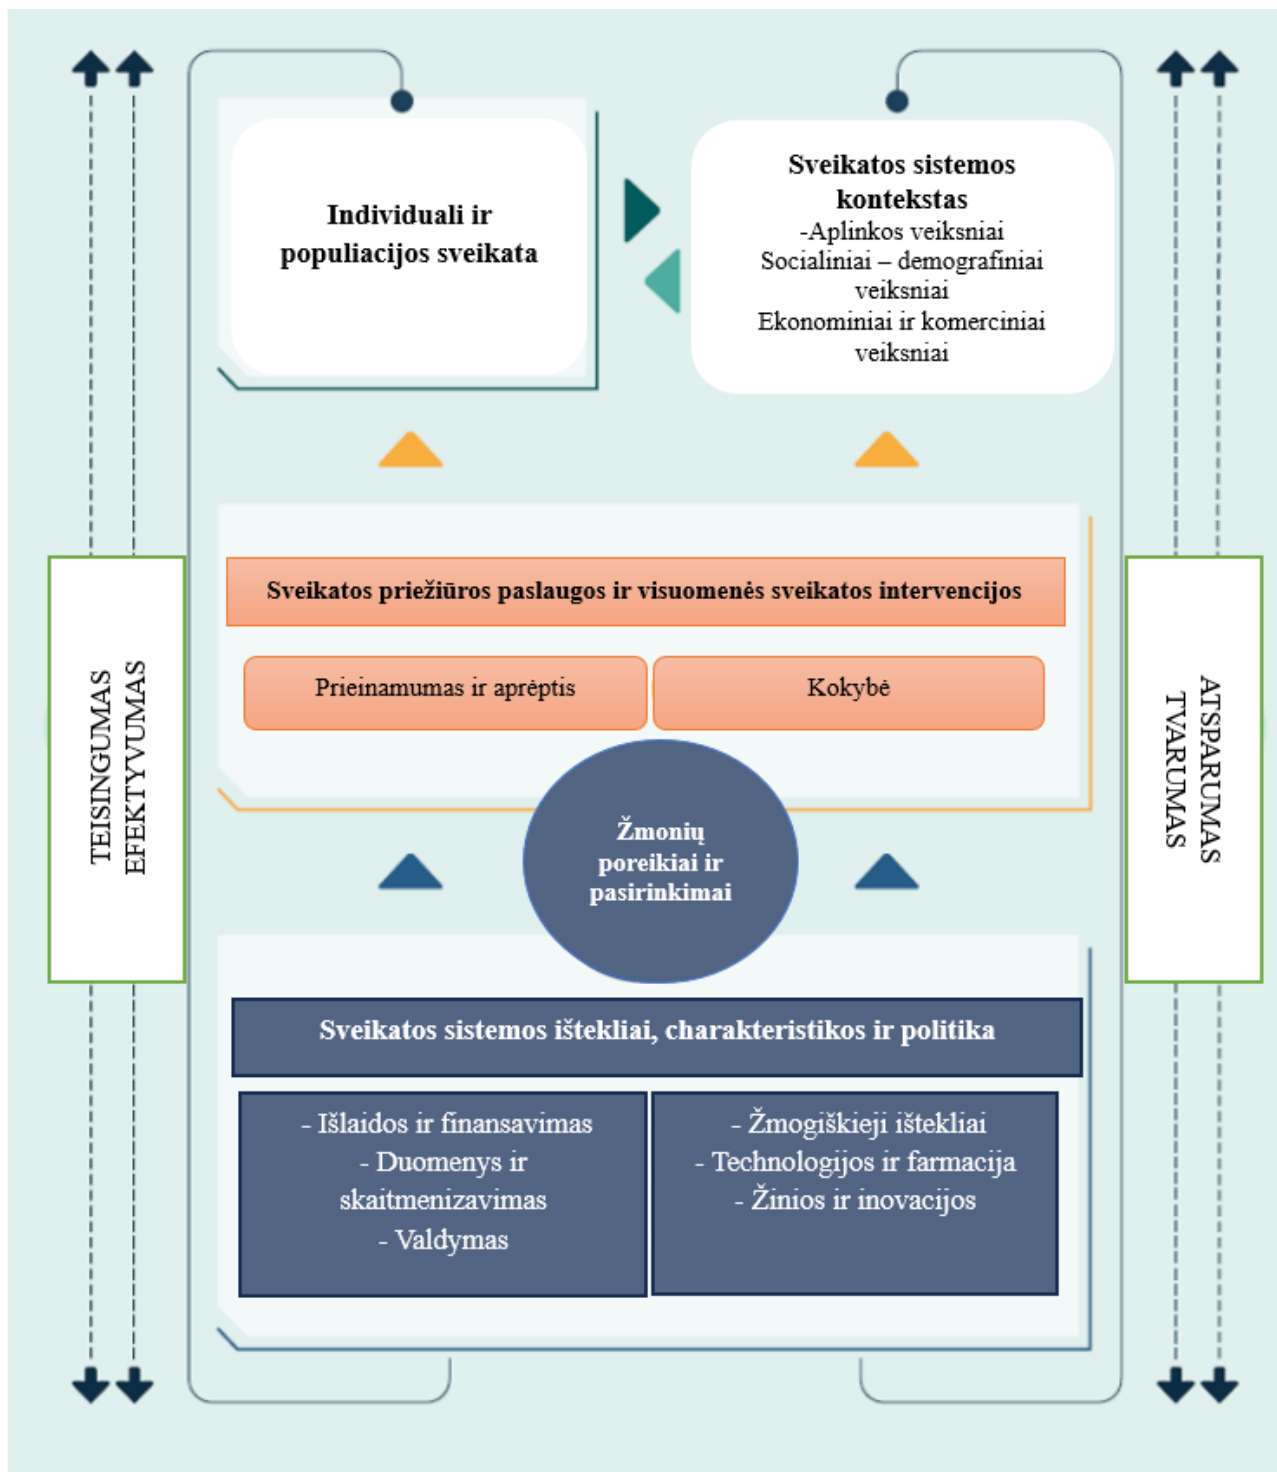 Individuali ir
populiacijos sveikata
Sveikatos sistemos
kontekstas
-Aplinkos veiksniai
Socialiniai – demografiniai
veiksniai
Ekonominiai ir komerciniai
veiksniai
Sveikatos priežiūros paslaugos ir visuomenės sveikatos intervencijos
Prieinamumas ir aprėptis
Kokybė
TEISINGUMAS
EFEKTYVUMAS
ATSPARUMAS
TVARUMAS
Žmonių
poreikiai ir
pasirinkimai
Sveikatos sistemos ištekliai, charakteristikos ir politika
- Išlaidos ir finansavimas
- Duomenys ir
skaitmenizavimas
- Valdymas
- Žmogiškieji ištekliai
- Technologijos ir farmacija
- Žinios ir inovacijos